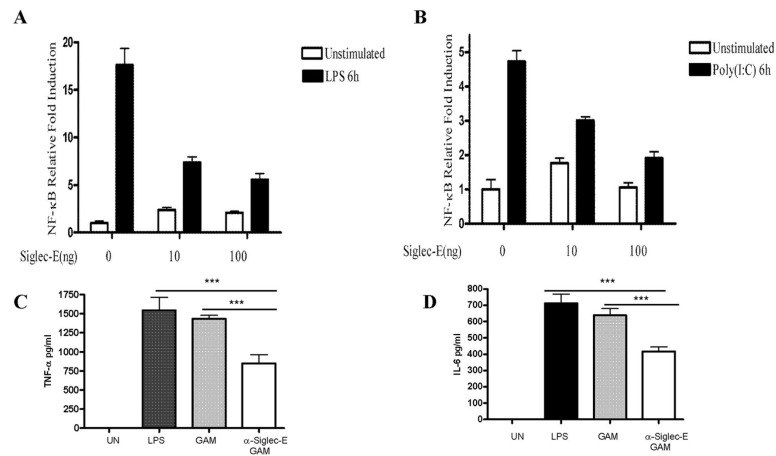 A
NF-κB Relative Fold Induction
20
15
10
5
0
Unstimulated
LPS 6h
Siglec-E(ng)
0
10
100
B
NF-κB Relative Fold Induction
5
4
3
2
1
0
Unstimulated
Poly(I:C) 6h
Siglec-E(ng)
0
10
100
C
TNF-α pg/ml
1750
1500
1250
1000
750
500
250
0
***
***
UN
LPS
GAM
α-Siglec-E
GAM
D
IL-6 pg/ml
800
700
600
500
400
300
200
100
0
***
***
UN
LPS
GAM
α-Siglec-E
GAM